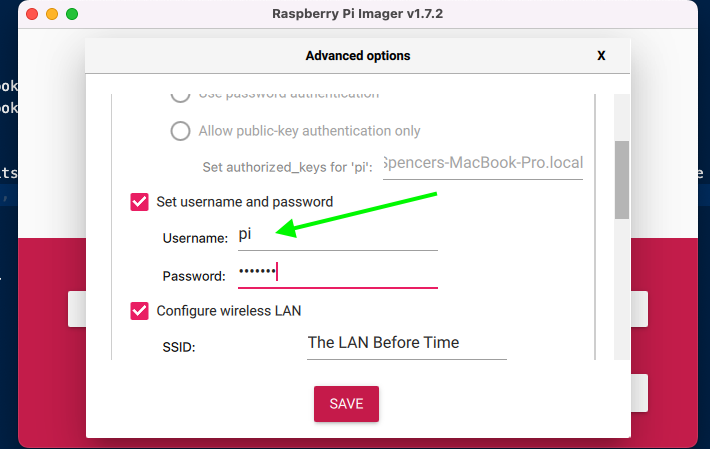 Raspberry Pi Imager v1.7.2
Advanced options X
Use password authentication
Allow public-key authentication only
Set authorized_keys for 'pi': Spencers-MacBook-Pro.local
Set username and password
Username: pi
Password: •••••••
Configure wireless LAN
SSID: The LAN Before Time
SAVE